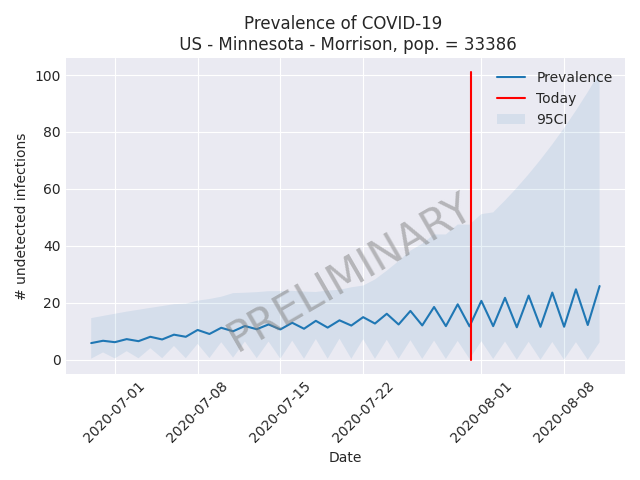 Prevalence of COVID-19
US - Minnesota - Morrison, pop. = 33386
100
80
60
40
20
0
# undetected infections
Prevalence
Today
95CI
PRELIMINARY
2020-07-01
2020-07-08
2020-07-15
2020-07-22
2020-08-01
2020-08-08
Date